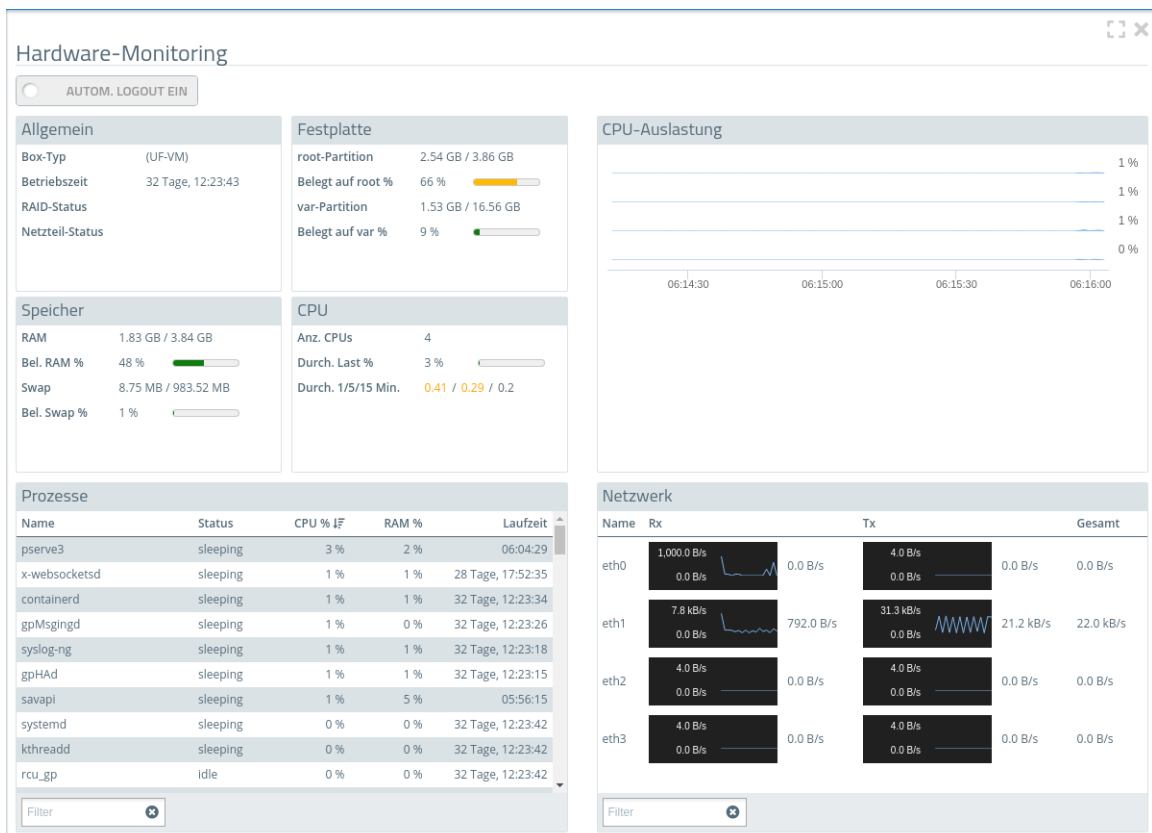 Hardware-Monitoring
AUTOM. LOGOUT EIN
Allgemein
Box-Typ (UF-VM)
Betriebszeit 32 Tage, 12:23:43
RAID-Status
Netzteil-Status
Festplatte
root-Partition 2.54 GB / 3.86 GB
Belegt auf root % 66 %
var-Partition 1.53 GB / 16.56 GB
Belegt auf var % 9 %
CPU-Auslastung
1 %
1 %
1 %
0 %
06:14:30 06:15:00 06:15:30 06:16:00
Speicher
RAM 1.83 GB / 3.84 GB
Bel. RAM % 48 %
Swap 8.75 MB / 983.52 MB
Bel. Swap % 1 %
CPU
Anz. CPUs 4
Durch. Last % 3 %
Durch. 1/5/15 Min. 0.41 / 0.29 / 0.2
Prozesse
Name Status CPU % RAM % Laufzeit
pserve3 sleeping 3 % 2 % 06:04:29
x-websocketsd sleeping 1 % 1 % 28 Tage, 17:52:35
containerd sleeping 1 % 1 % 32 Tage, 12:23:34
gpMsgingd sleeping 1 % 0 % 32 Tage, 12:23:26
syslog-ng sleeping 1 % 1 % 32 Tage, 12:23:18
gpHAd sleeping 1 % 1 % 32 Tage, 12:23:15
savapi sleeping 1 % 5 % 05:56:15
systemd sleeping 0 % 0 % 32 Tage, 12:23:42
kthreadd sleeping 0 % 0 % 32 Tage, 12:23:42
rcu_gp idle 0 % 0 % 32 Tage, 12:23:42
Filter
Netzwerk
Name Rx Tx Gesamt
1,000.0 B/s 4.0 B/s
eth0 0.0 B/s 0.0 B/s 0.0 B/s
0.0 B/s 0.0 B/s
7.8 kB/s 31.3 kB/s
eth1 792.0 B/s 21.2 kB/s 22.0 kB/s
0.0 B/s 0.0 B/s
4.0 B/s 4.0 B/s
eth2 0.0 B/s 0.0 B/s 0.0 B/s
0.0 B/s 0.0 B/s
4.0 B/s 4.0 B/s
eth3 0.0 B/s 0.0 B/s 0.0 B/s
0.0 B/s 0.0 B/s
Filter